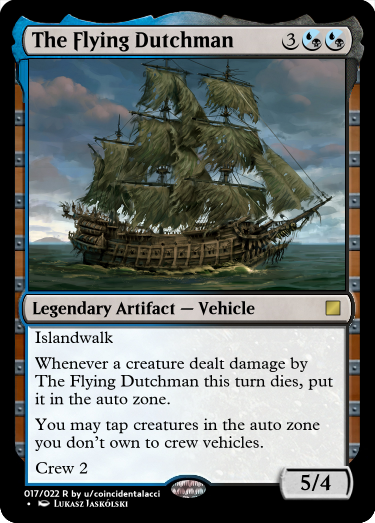 The Flying Dutchman 3
Legendary Artifact — Vehicle
Islandwalk
Whenever a creature dealt damage by
The Flying Dutchman this turn dies, put
it in the auto zone.
You may tap creatures in the auto zone
you don't own to crew vehicles.
Crew 2
5/4
017/022 R by u/coincidentalacci
• Lukasz Jaskólski